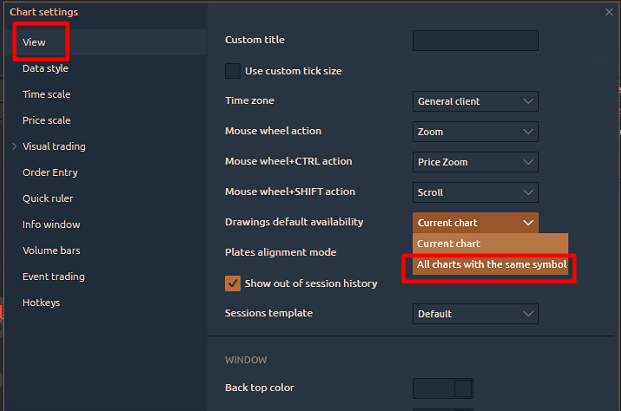 Chart settings
View
Data style
Time scale
Price scale
Visual trading
Order Entry
Quick ruler
Info window
Volume bars
Event trading
Hotkeys
Custom title
Use custom tick size
Time zone General client
Mouse wheel action Zoom
Mouse wheel+CTRL action Price Zoom
Mouse wheel+SHIFT action Scroll
Drawings default availability Current chart
Current chart
Plates alignment mode All charts with the same symbol
Show out of session history
Sessions template Default
WINDOW
Back top color